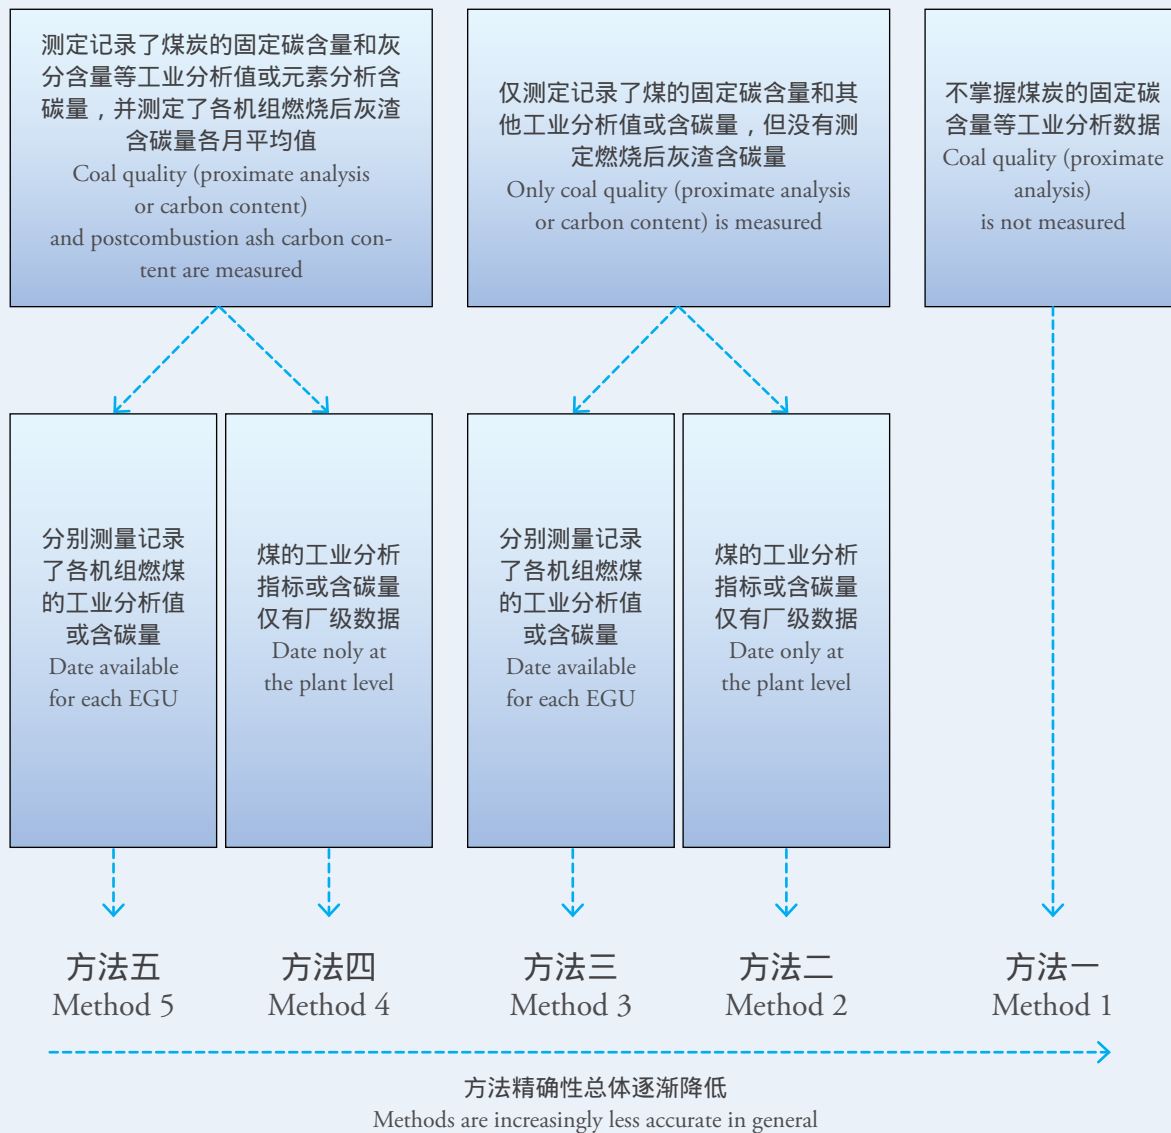 测定记录了煤炭的固定碳含量和灰
分含量等工业分析值或元素分析含
碳量，并测定了各机组燃烧后灰渣
含碳量各月平均值
Coal quality (proximate analysis
or carbon content)
and postcombustion ash carbon con-
tent are measured
仅测定记录了煤的固定碳含量和其
他工业分析值或含碳量，但没有测
定燃烧后灰渣含碳量
Only coal quality (proximate analysis
or carbon content) is measured
不掌握煤炭的固定碳
含量等工业分析数据
Coal quality (proximate
analysis)
is not measured
分别测量记录
了各机组燃煤
的工业分析值
或含碳量
Date available
for each EGU
煤的工业分析
指标或含碳量
仅有厂级数据
Date noly at
the plant level
分别测量记录
了各机组燃煤
的工业分析值
或含碳量
Date available
for each EGU
煤的工业分析
指标或含碳量
仅有厂级数据
Date only at
the plant level
方法五
Method 5
方法四
Method 4
方法三
Method 3
方法二
Method 2
方法一
Method 1
方法精确性总体逐渐降低
Methods are increasingly less accurate in general